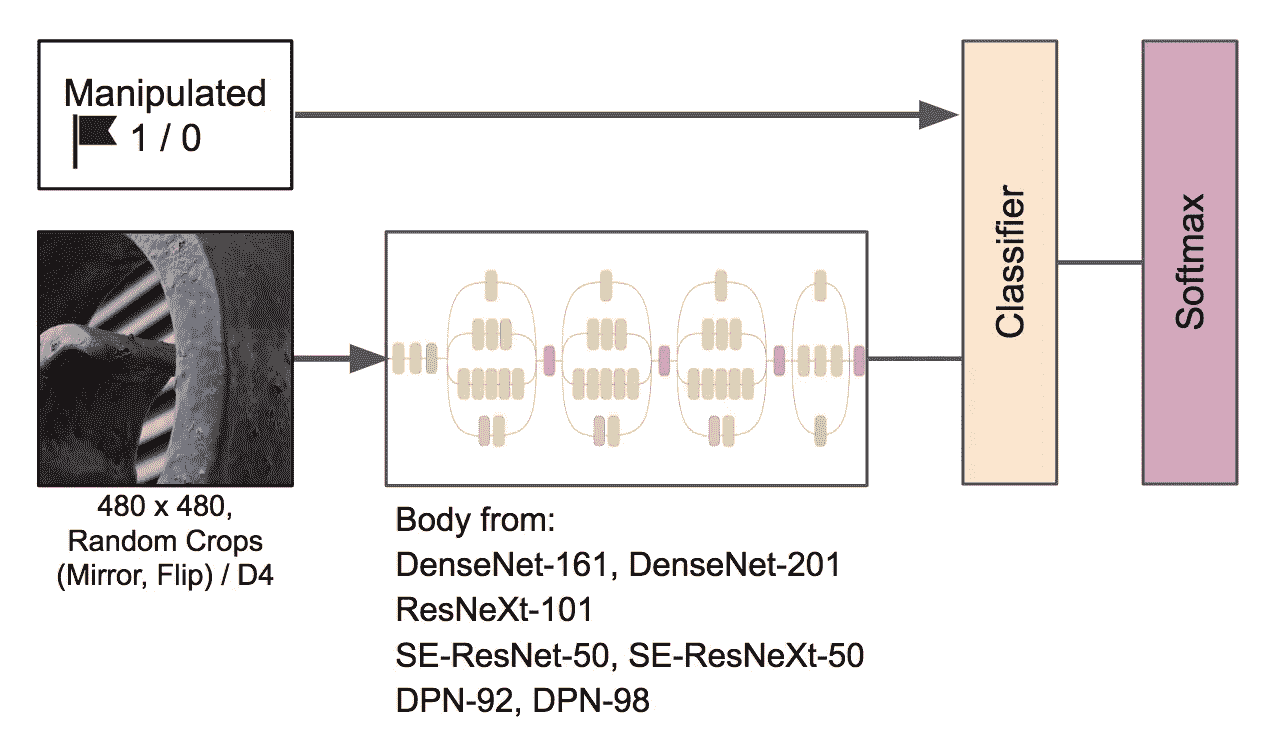 Manipulated
1 / 0
480 x 480,
Random Crops
(Mirror, Flip) / D4
Body from:
DenseNet-161, DenseNet-201
ResNeXt-101
SE-ResNet-50, SE-ResNeXt-50
DPN-92, DPN-98
Classifier
Softmax